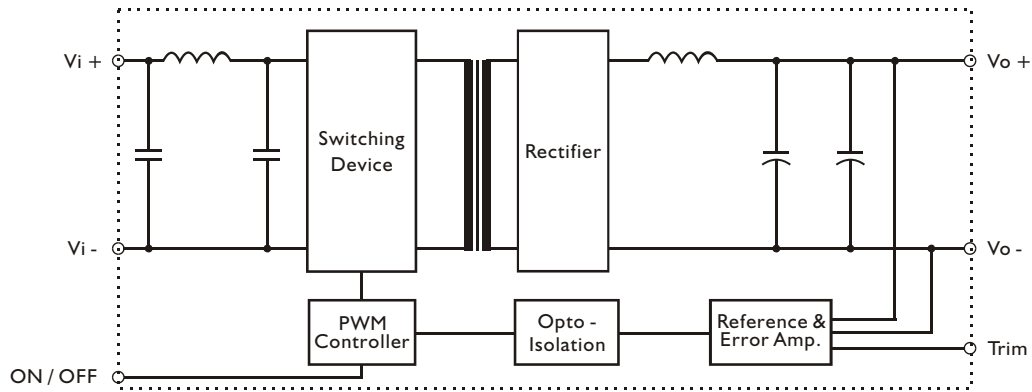 Vi +
Switching
Device
Rectifier
Vo +
Vi -
Vo -
PWM
Controller
Opto -
Isolation
Reference &
Error Amp.
Trim
ON / OFF